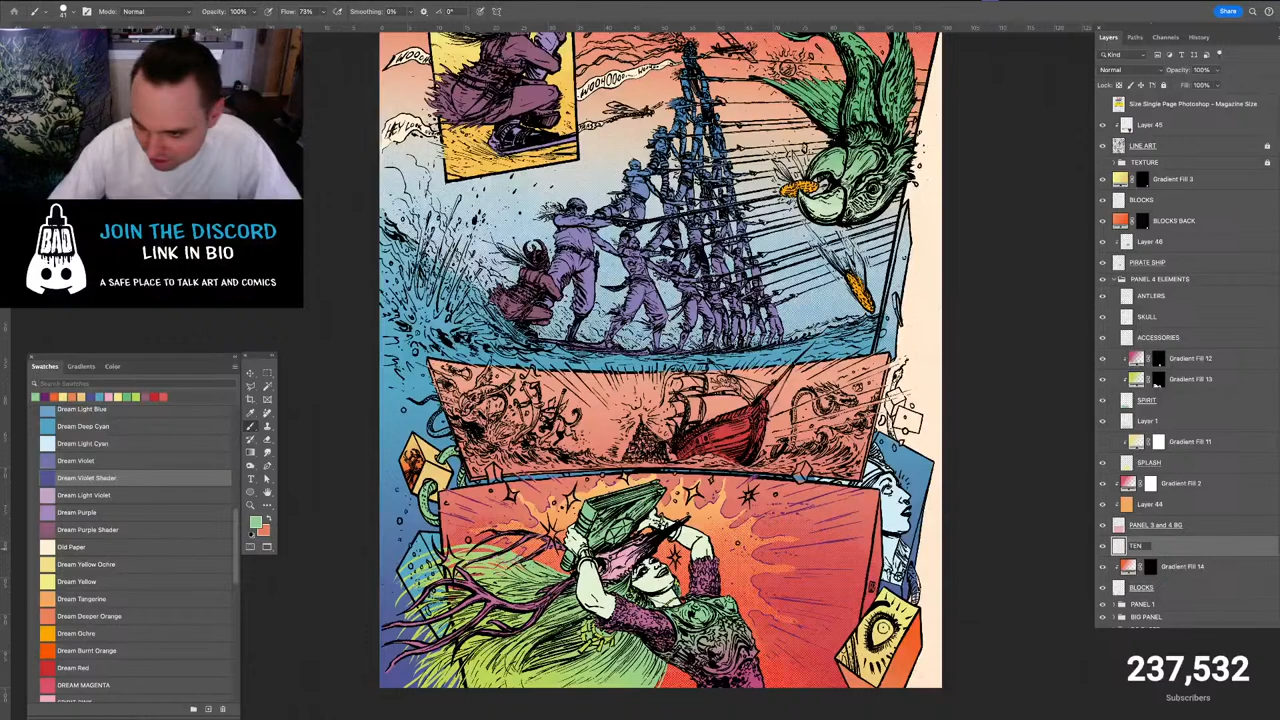 41
Mode:
Normal
Opacity: 100%
Flow: 73%
Smoothing: 0%
0°
Share
BAD
JOIN THE DISCORD
LINK IN BIO
A SAFE PLACE TO TALK ART AND COMICS
WOOHOOOO
Swatches
Gradients
Color
Search Swatches
Dream Light Blue
Dream Deep Cyan
Dream Light Cyan
Dream Violet
Dream Violet Shader
Dream Light Violet
Dream Purple
Dream Purple Shader
Old Paper
Dream Yellow Ochre
Dream Yellow
Dream Tangerine
Dream Deeper Orange
Dream Ochre
Dream Burnt Orange
Dream Red
DREAM MAGENTA
Layers
Paths
Channels
History
Kind
Normal
Opacity: 100%
Lock:
Fill: 100%
Size Single Page Photoshop - Magazine Size
Layer 45
LINE ART
TEXTURE
Gradient Fill 3
BLOCKS
BLOCKS BACK
Layer 46
PIRATE SHIP
PANEL 4 ELEMENTS
ANTLERS
SKULL
ACCESSORIES
Gradient Fill 12
Gradient Fill 13
SPIRIT
Layer 1
Gradient Fill 11
SPLASH
Gradient Fill 2
Layer 44
PANEL 3 and 4 BG
TEN
Gradient Fill 14
BLOCKS
PANEL 1
BIG PANEL
237,532
Subscribers